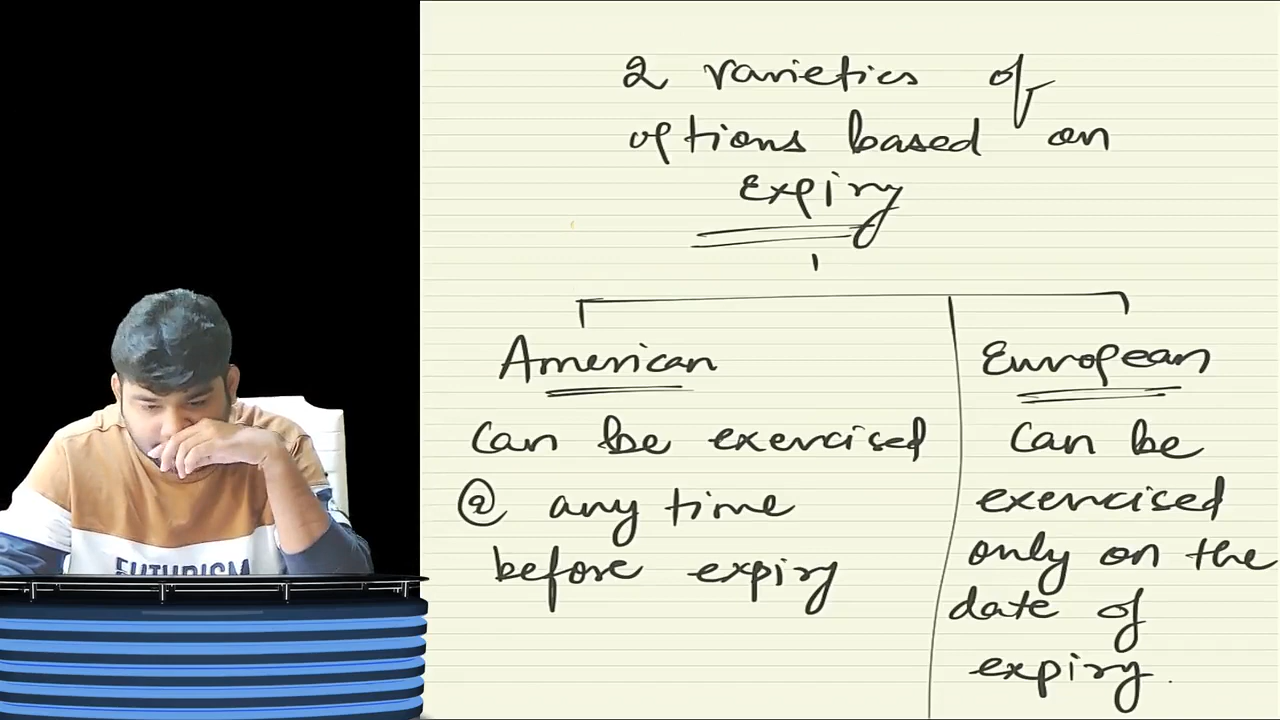 2 varieties of
options based on
Expiry
American
Can be exercised
@ any time
before expiry
European
Can be
exercised
only on the
date of
expiry.
FUTURISM